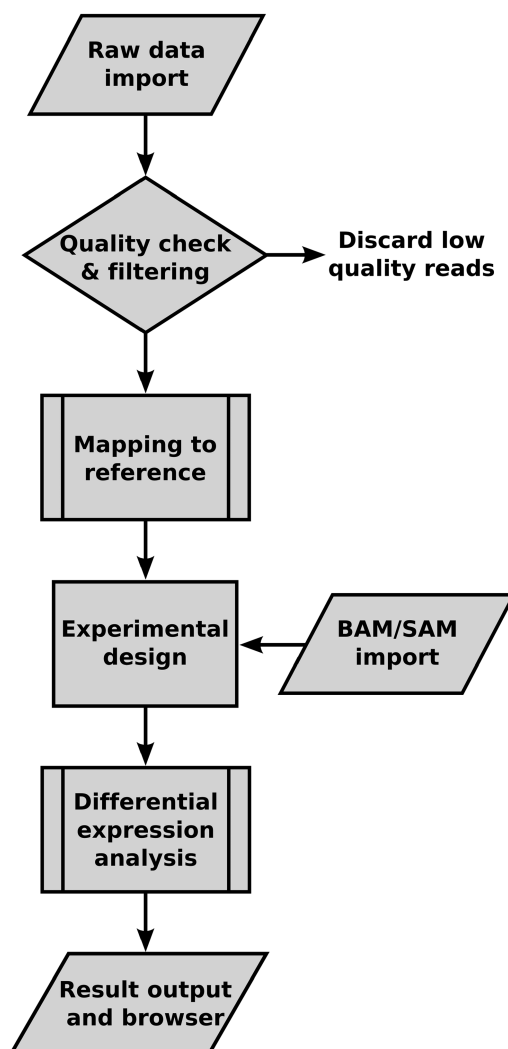 Raw data
import
Quality check
& filtering
Discard low
quality reads
Mapping to
reference
Experimental
design
BAM/SAM
import
Differential
expression
analysis
Result output
and browser